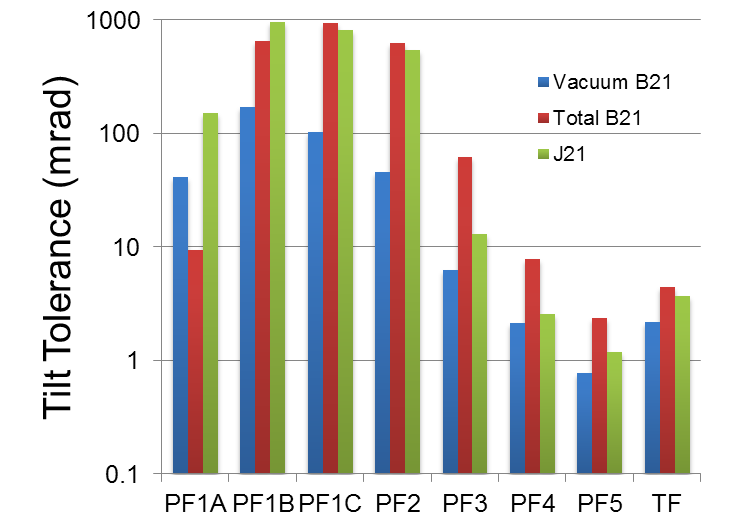 1000
100
10
1
0.1
Tilt Tolerance (mrad)
Vacuum B21
Total B21
J21
PF1A PF1B PF1C PF2 PF3 PF4 PF5 TF